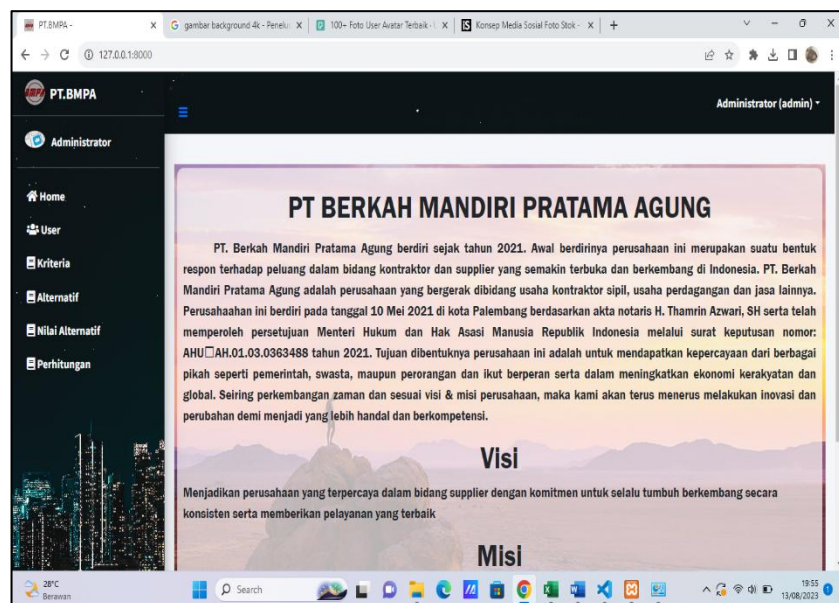 PT.BMPA -
gambar background 4k - Penelu
100+ Foto User Avatar Terbaik ·
Konsep Media Sosial Foto Stok -
127.0.0.1:8000
PT.BMPA
Administrator (admin)
Administrator
Home
User
Kriteria
Alternatif
Nilai Alternatif
Perhitungan
PT BERKAH MANDIRI PRATAMA AGUNG
PT. Berkah Mandiri Pratama Agung berdiri sejak tahun 2021. Awal berdirinya perusahaan ini merupakan suatu bentuk
respon terhadap peluang dalam bidang kontraktor dan supplier yang semakin terbuka dan berkembang di Indonesia. PT. Berkah
Mandiri Pratama Agung adalah perusahaan yang bergerak dibidang usaha kontraktor sipil, usaha perdagangan dan jasa lainnya.
Perusahaahan ini berdiri pada tanggal 10 Mei 2021 di kota Palembang berdasarkan akta notaris H. Thamrin Azwari, SH serta telah
memperoleh persetujuan Menteri Hukum dan Hak Asasi Manusia Republik Indonesia melalui surat keputusan nomor:
AHU□AH.01.03.0363488 tahun 2021. Tujuan dibentuknya perusahaan ini adalah untuk mendapatkan kepercayaan dari berbagai
pikah seperti pemerintah, swasta, maupun perorangan dan ikut berperan serta dalam meningkatkan ekonomi kerakyatan dan
global. Seiring perkembangan zaman dan sesuai visi & misi perusahaan, maka kami akan terus menerus melakukan inovasi dan
perubahan demi menjadi yang lebih handal dan berkompetensi.
Visi
Menjadikan perusahaan yang terpercaya dalam bidang supplier dengan komitmen untuk selalu tumbuh berkembang secara
konsisten serta memberikan pelayanan yang terbaik
Misi
28°C
Berawan
Search
19:55
13/08/2023